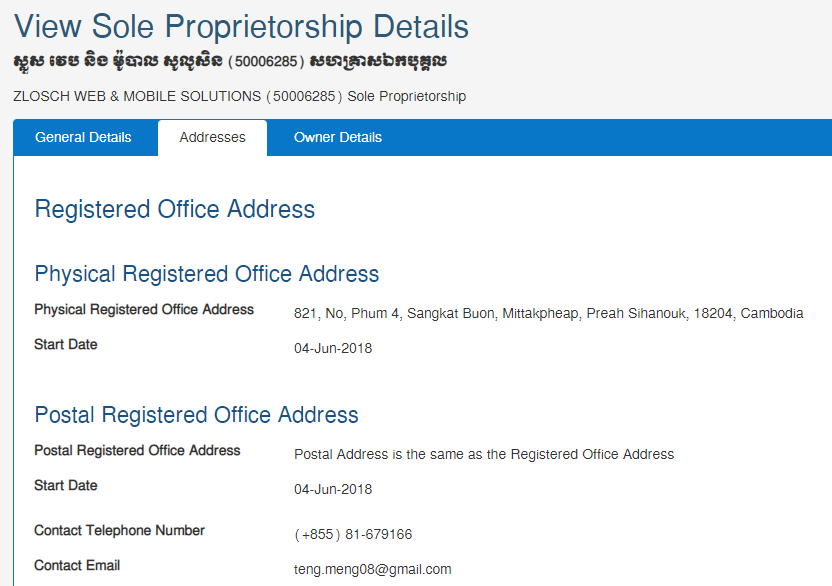 View Sole Proprietorship Details
ស្លួស វេប និង ម៉ូបាល សូលូសិន (50006285) សហគ្រាសឯកបុគ្គល
ZLOSCH WEB & MOBILE SOLUTIONS (50006285) Sole Proprietorship
General Details Addresses Owner Details
Registered Office Address
Physical Registered Office Address
Physical Registered Office Address 821, No, Phum 4, Sangkat Buon, Mittakpheap, Preah Sihanouk, 18204, Cambodia
Start Date 04-Jun-2018
Postal Registered Office Address
Postal Registered Office Address Postal Address is the same as the Registered Office Address
Start Date 04-Jun-2018
Contact Telephone Number (+855) 81-679166
Contact Email teng.meng08@gmail.com